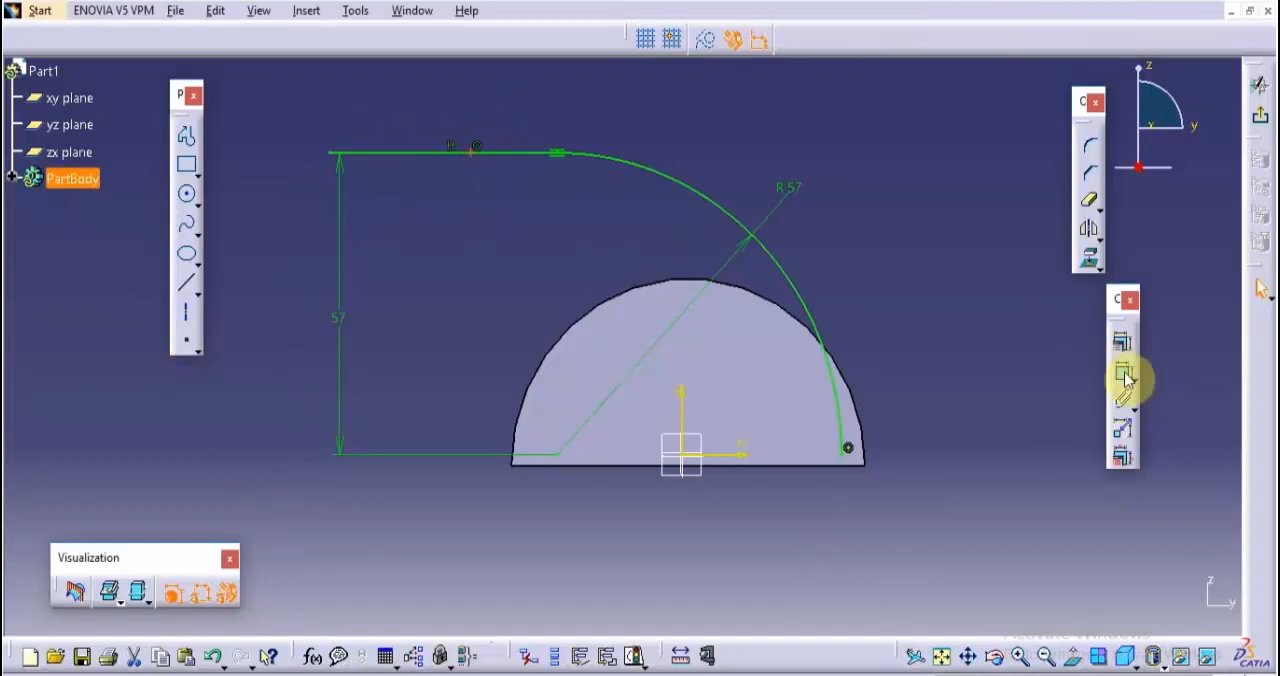 Start ENOVIA V5 VPM File Edit View Insert Tools Window Help
Part1
xy plane
yz plane
zx plane
PartBody
P
C
z
x
y
H
R 57
57
C
Visualization
z
y
f(x)
CATIA